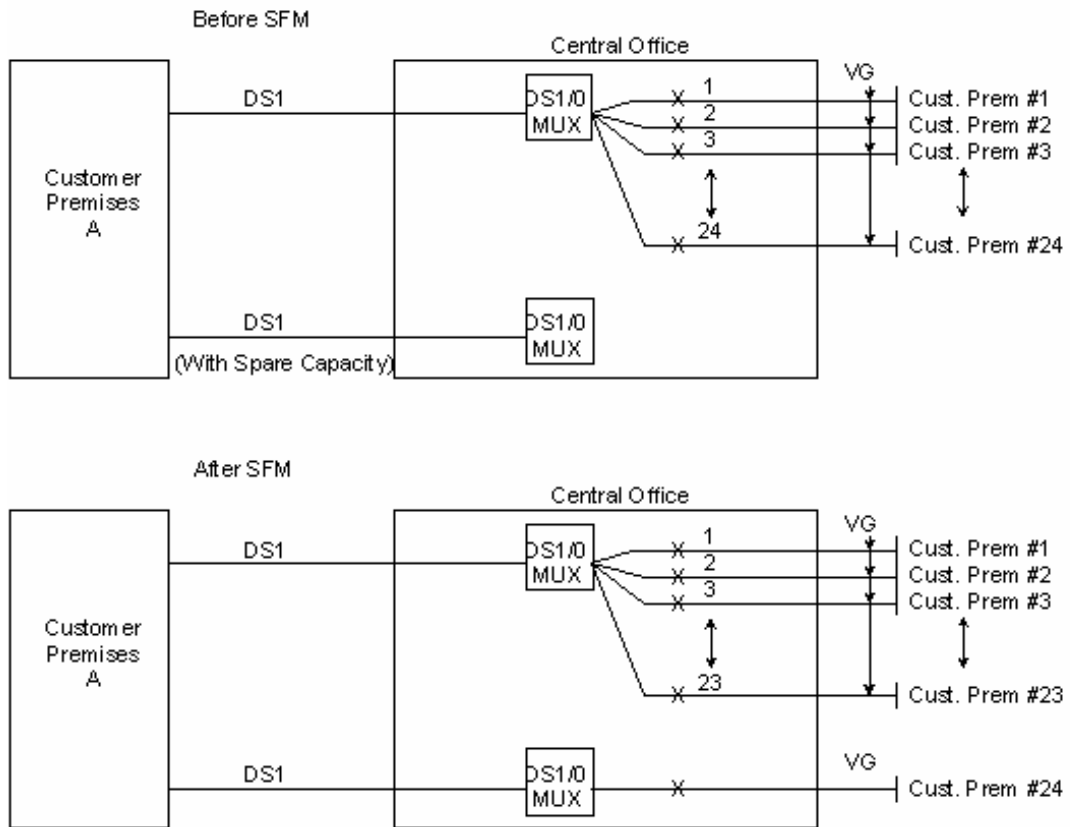 Before SFM
Central Office
DS1
DS1/0
MUX
1
2
3
24
X
X
X
X
VG
Cust. Prem #1
Cust. Prem #2
Cust. Prem #3
Cust. Prem #24
Customer
Premises
A
DS1
(With Spare Capacity)
DS1/0
MUX
After SFM
Central Office
DS1
DS1/0
MUX
1
2
3
23
X
X
X
X
VG
Cust. Prem #1
Cust. Prem #2
Cust. Prem #3
Cust. Prem #23
Customer
Premises
A
DS1
DS1/0
MUX
X
VG
Cust. Prem #24